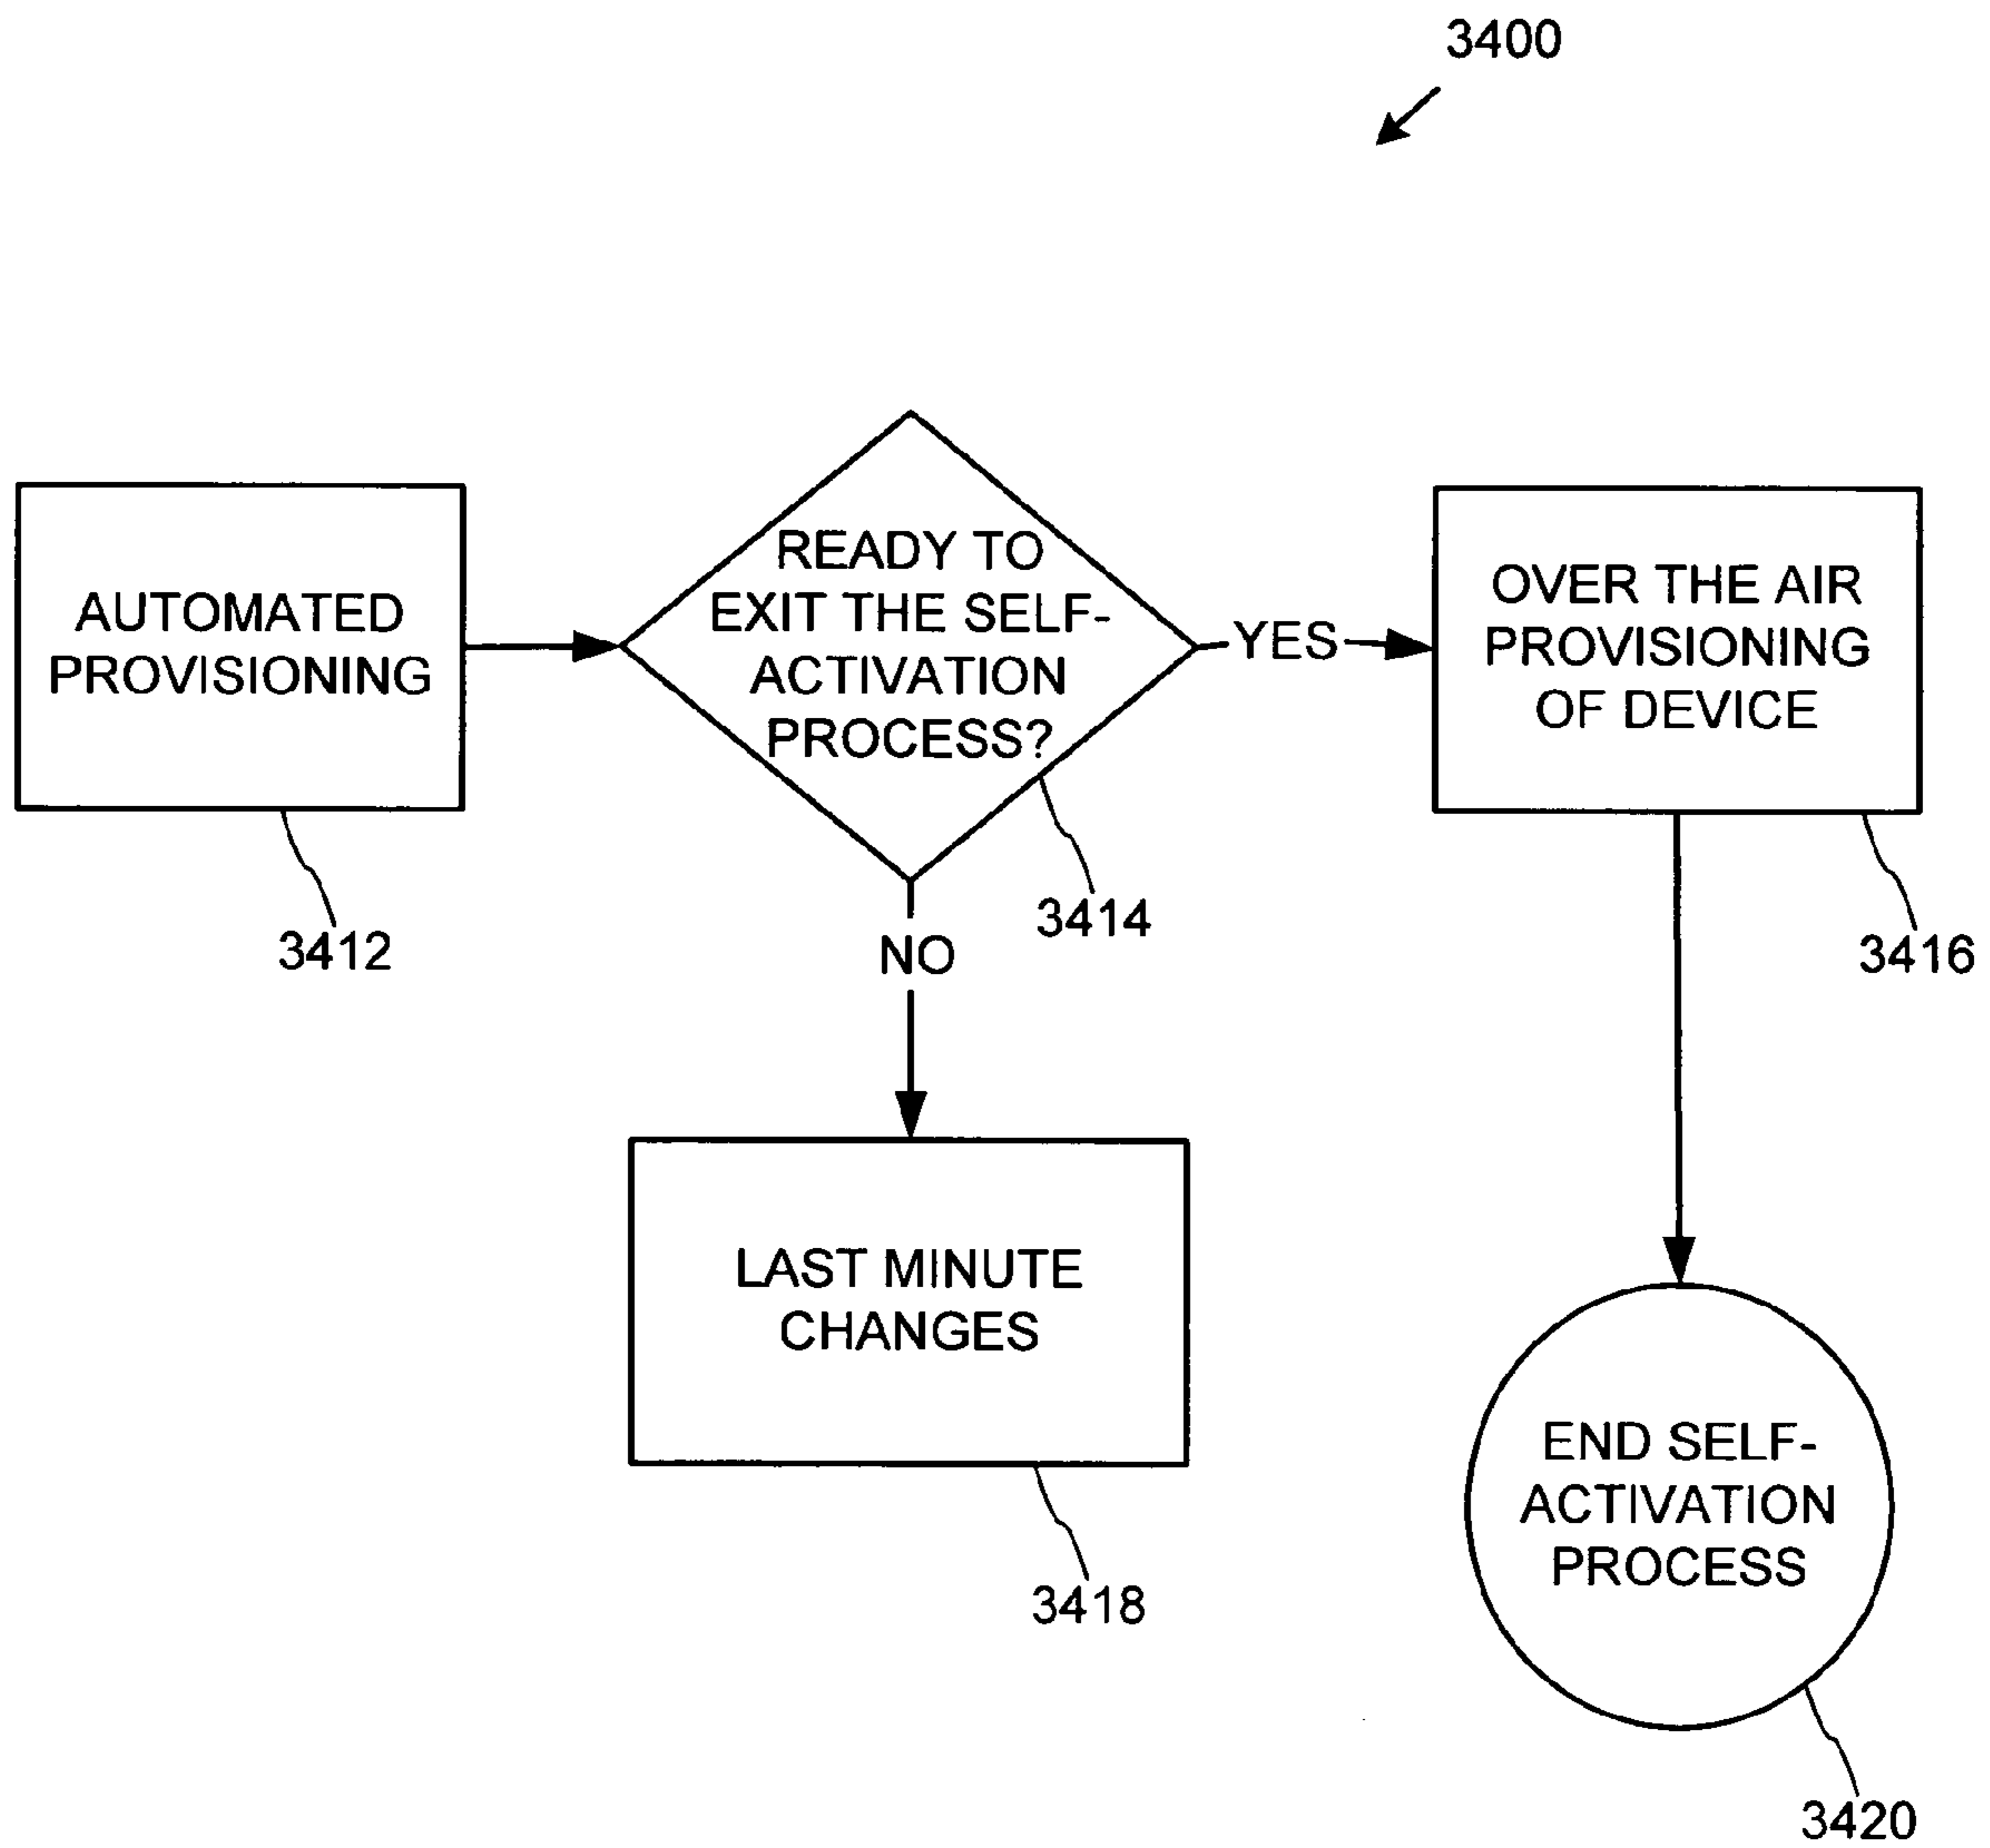 3400
AUTOMATED
PROVISIONING
3412
READY TO
EXIT THE SELF-
ACTIVATION
PROCESS?
3414
YES
OVER THE AIR
PROVISIONING
OF DEVICE
3416
NO
LAST MINUTE
CHANGES
3418
END SELF-
ACTIVATION
PROCESS
3420